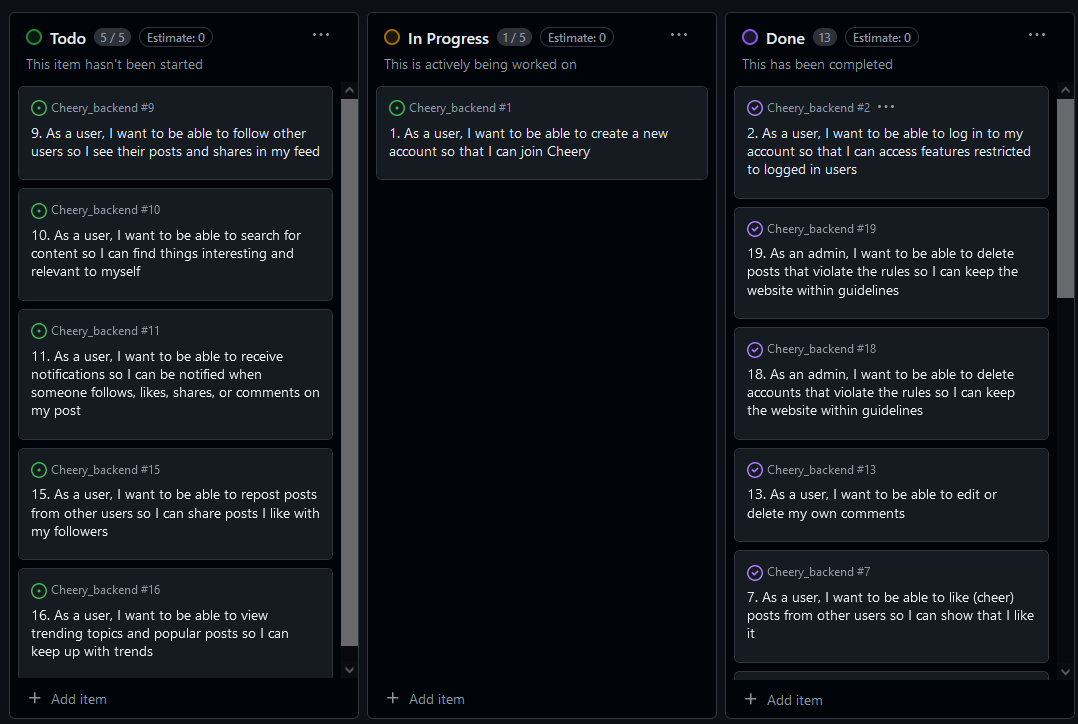 Todo 5 / 5 Estimate: 0
This item hasn't been started
Cheery_backend #9
9. As a user, I want to be able to follow other
users so I see their posts and shares in my feed
Cheery_backend #10
10. As a user, I want to be able to search for
content so I can find things interesting and
relevant to myself
Cheery_backend #11
11. As a user, I want to be able to receive
notifications so I can be notified when
someone follows, likes, shares, or comments on
my post
Cheery_backend #15
15. As a user, I want to be able to repost posts
from other users so I can share posts I like with
my followers
Cheery_backend #16
16. As a user, I want to be able to view
trending topics and popular posts so I can
keep up with trends
+ Add item
In Progress 1 / 5 Estimate: 0
This is actively being worked on
Cheery_backend #1
1. As a user, I want to be able to create a new
account so that I can join Cheery
+ Add item
Done 13 Estimate: 0
This has been completed
Cheery_backend #2
2. As a user, I want to be able to log in to my
account so that I can access features restricted
to logged in users
Cheery_backend #19
19. As an admin, I want to be able to delete
posts that violate the rules so I can keep the
website within guidelines
Cheery_backend #18
18. As an admin, I want to be able to delete
accounts that violate the rules so I can keep
the website within guidelines
Cheery_backend #13
13. As a user, I want to be able to edit or
delete my own comments
Cheery_backend #7
7. As a user, I want to be able to like (cheer)
posts from other users so I can show that I like
it
+ Add item